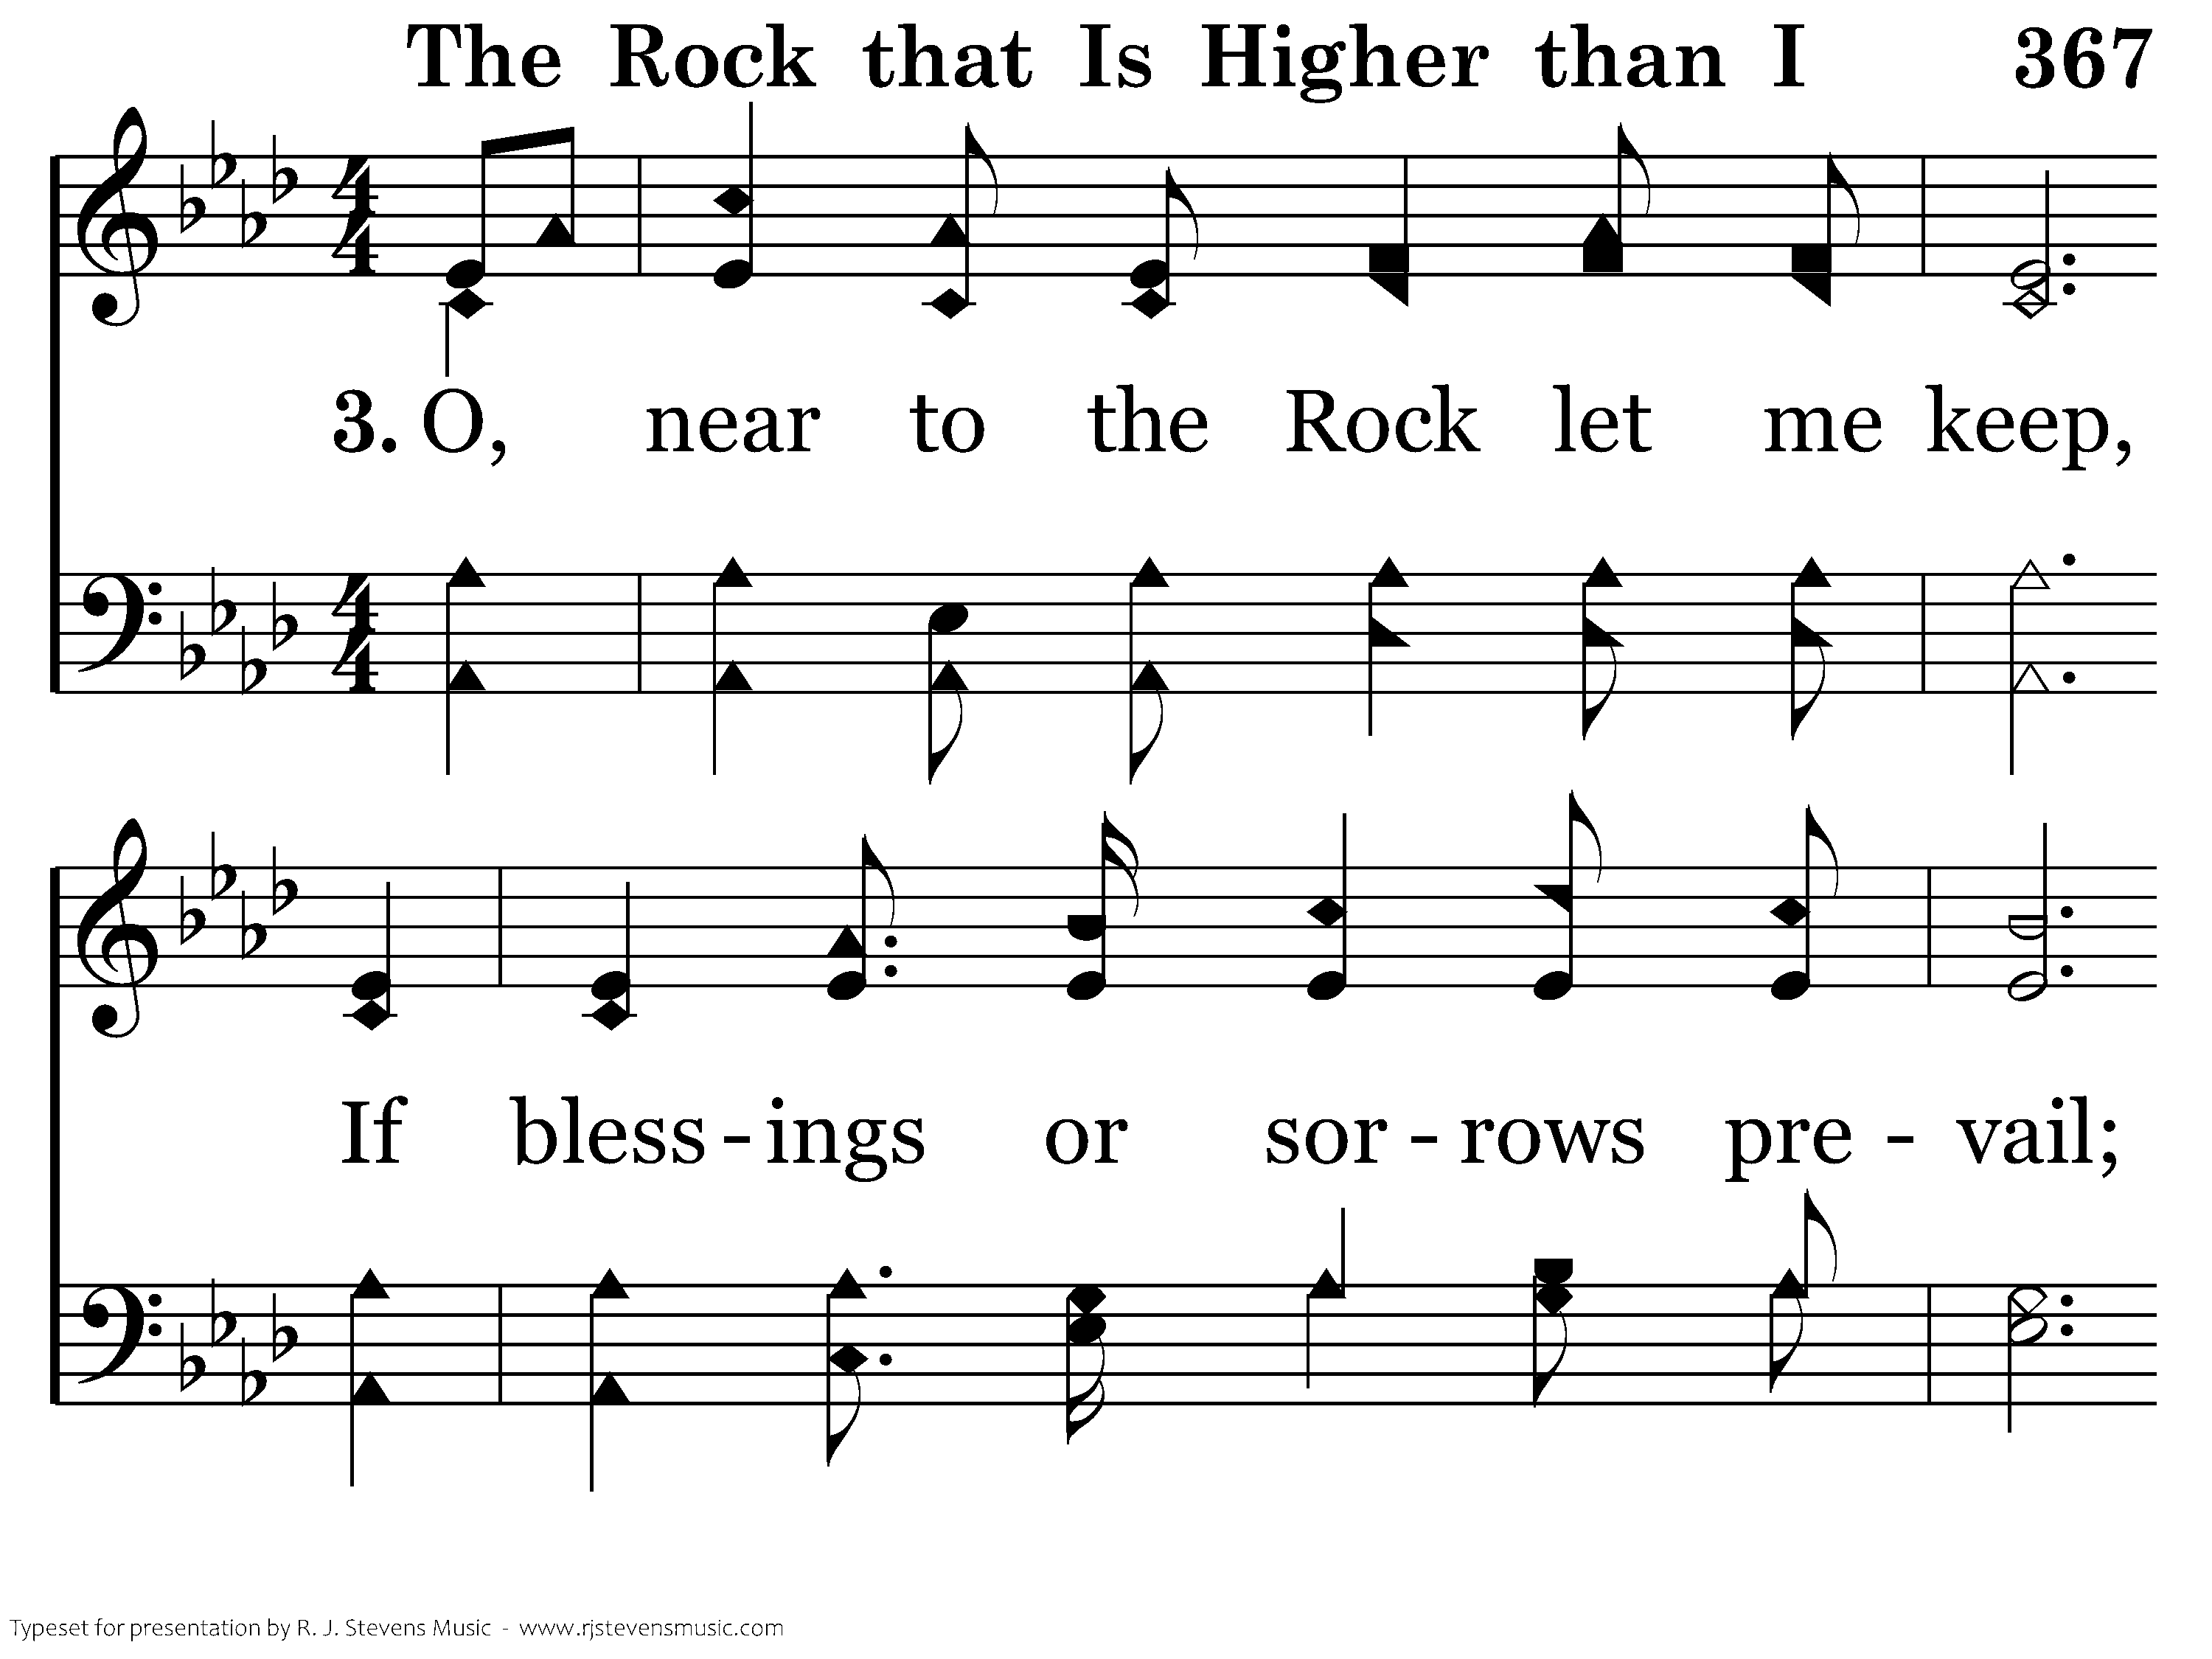 The Rock that Is Higher than I 367
3. O, near to the Rock let me keep,
If bless - ings or sor - rows pre - vail;
Typeset for presentation by R. J. Stevens Music - www.rjstevensmusic.com